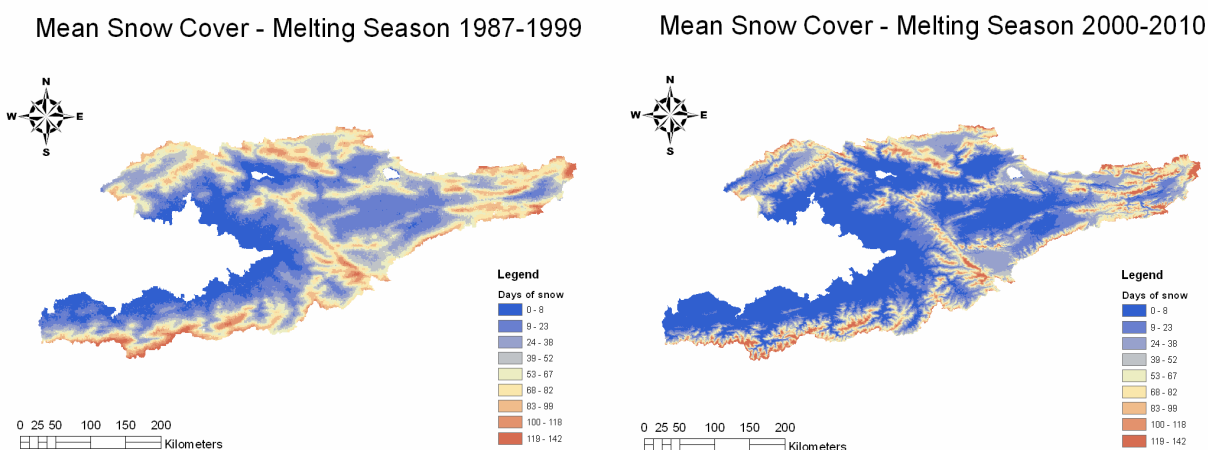 Mean Snow Cover - Melting Season 1987-1999
N
W E
S
Legend
Days of snow
0 - 8
9 - 23
24 - 38
39 - 52
53 - 67
68 - 82
83 - 99
100 - 118
119 - 142
0 25 50 100 150 200
Kilometers
Mean Snow Cover - Melting Season 2000-2010
N
W E
S
Legend
Days of snow
0 - 8
9 - 23
24 - 38
39 - 52
53 - 67
68 - 82
83 - 99
100 - 118
119 - 142
0 25 50 100 150 200
Kilometers